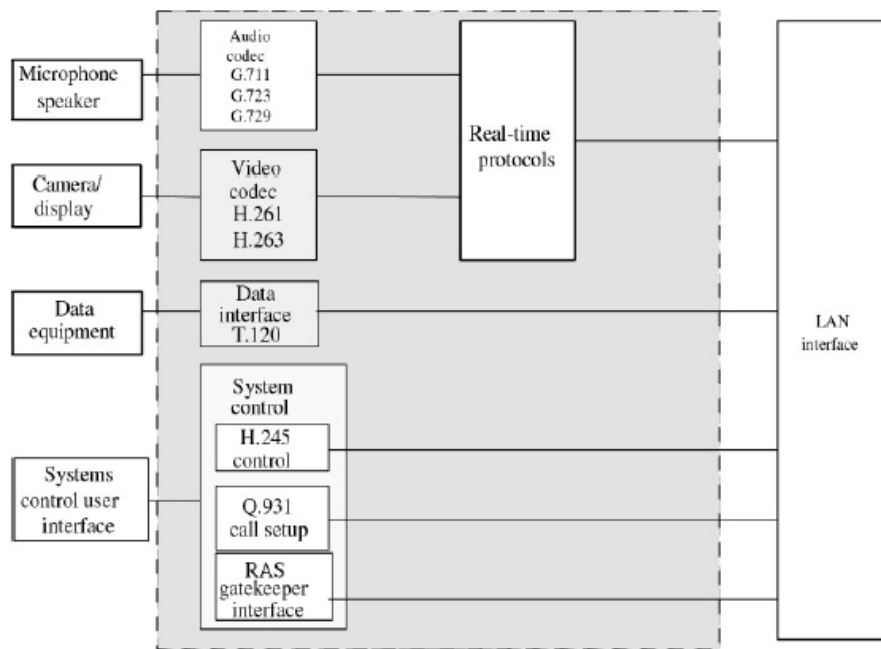 Microphone
speaker
Audio
codec
G.711
G.723
G.729
Real-time
protocols
Camera/
display
Video
codec
H.261
H.263
Data
equipment
Data
interface
T.120
LAN
interface
Systems
control user
interface
System
control
H.245
control
Q.931
call setup
RAS
gatekeeper
interface